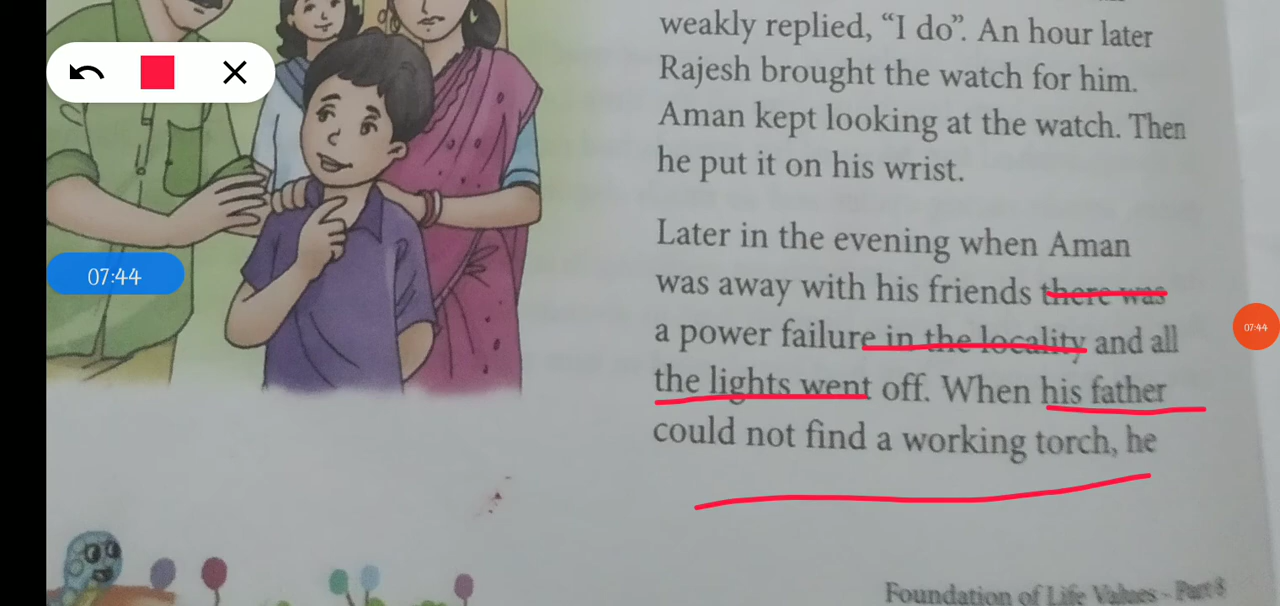 weakly replied, “I do”. An hour later
Rajesh brought the watch for him.
Aman kept looking at the watch. Then
he put it on his wrist.
Later in the evening when Aman
was away with his friends there was
a power failure in the locality and all
the lights went off. When his father
could not find a working torch, he
Foundation of Life Values - Part 8
07:44
07:44